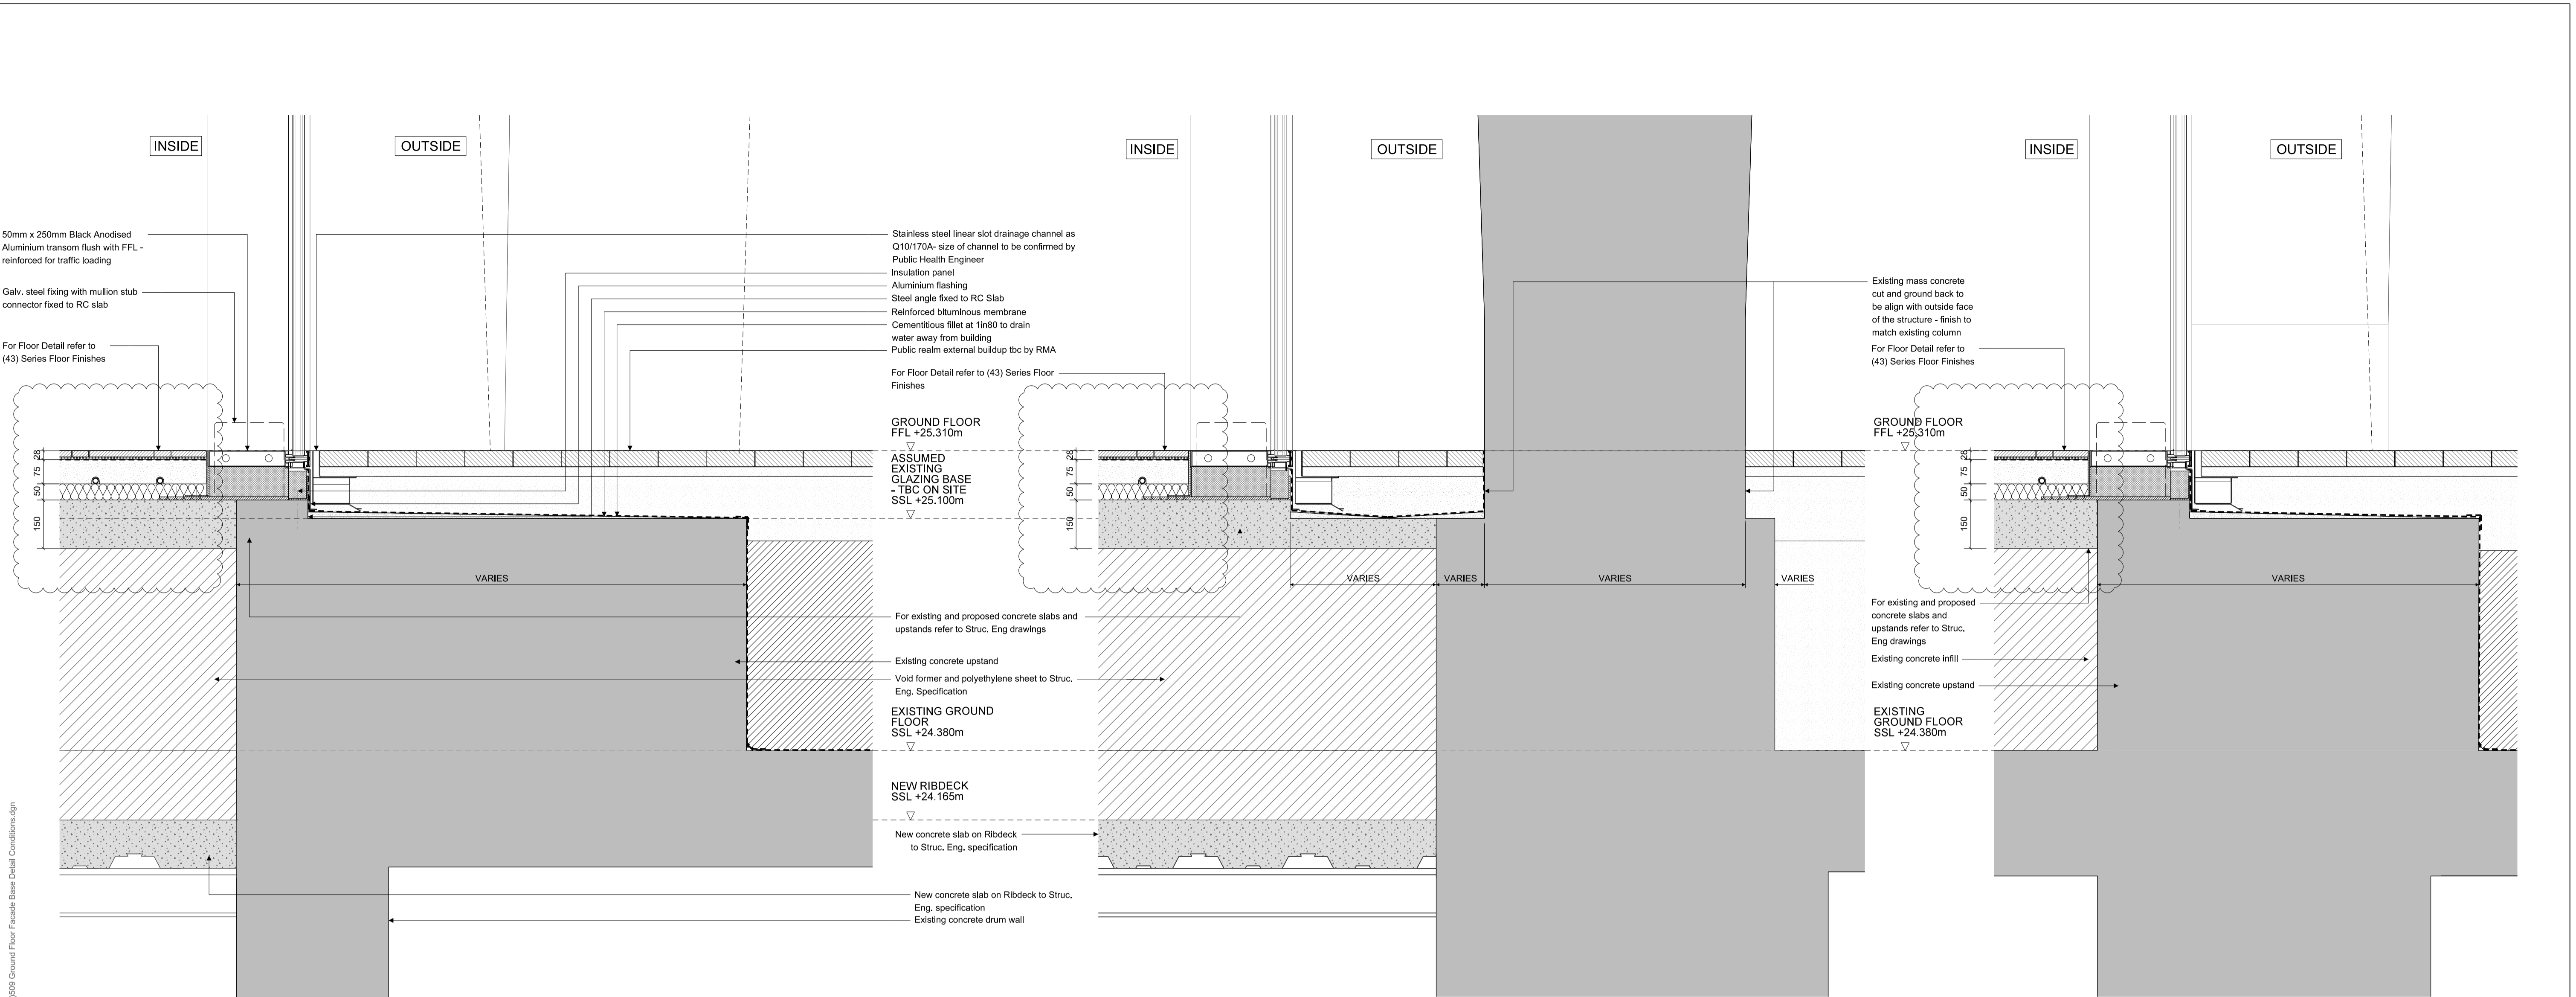 INSIDE
OUTSIDE
50mm x 250mm Black Anodised
Aluminium transom flush with FFL -
reinforced for traffic loading
Galv. steel fixing with mullion stub
connector fixed to RC slab
For Floor Detail refer to
(43) Series Floor Finishes
28
75
50
150
VARIES
Stainless steel linear slot drainage channel as
Q10/170A- size of channel to be confirmed by
Public Health Engineer
Insulation panel
Aluminium flashing
Steel angle fixed to RC Slab
Reinforced bituminous membrane
Cementitious fillet at 1in80 to drain
water away from building
Public realm external buildup tbc by RMA
For Floor Detail refer to (43) Series Floor
Finishes
GROUND FLOOR
FFL +25.310m
ASSUMED
EXISTING
GLAZING BASE
- TBC ON SITE
SSL +25.100m
For existing and proposed concrete slabs and
upstands refer to Struc. Eng drawings
Existing concrete upstand
Void former and polyethylene sheet to Struc.
Eng. Specification
EXISTING GROUND
FLOOR
SSL +24.380m
NEW RIBDECK
SSL +24.165m
New concrete slab on Ribdeck
to Struc. Eng. specification
New concrete slab on Ribdeck to Struc.
Eng. specification
Existing concrete drum wall
INSIDE
OUTSIDE
28
75
50
150
VARIES
VARIES
VARIES
VARIES
Existing mass concrete
cut and ground back to
be align with outside face
of the structure - finish to
match existing column
For Floor Detail refer to
(43) Series Floor Finishes
GROUND FLOOR
FFL +25.310m
For existing and proposed
concrete slabs and
upstands refer to Struc.
Eng drawings
Existing concrete infill
Existing concrete upstand
EXISTING
GROUND FLOOR
SSL +24.380m
INSIDE
OUTSIDE
28
75
50
150
VARIES
)509 Ground Floor Facade Base Detail Conditions.dgn